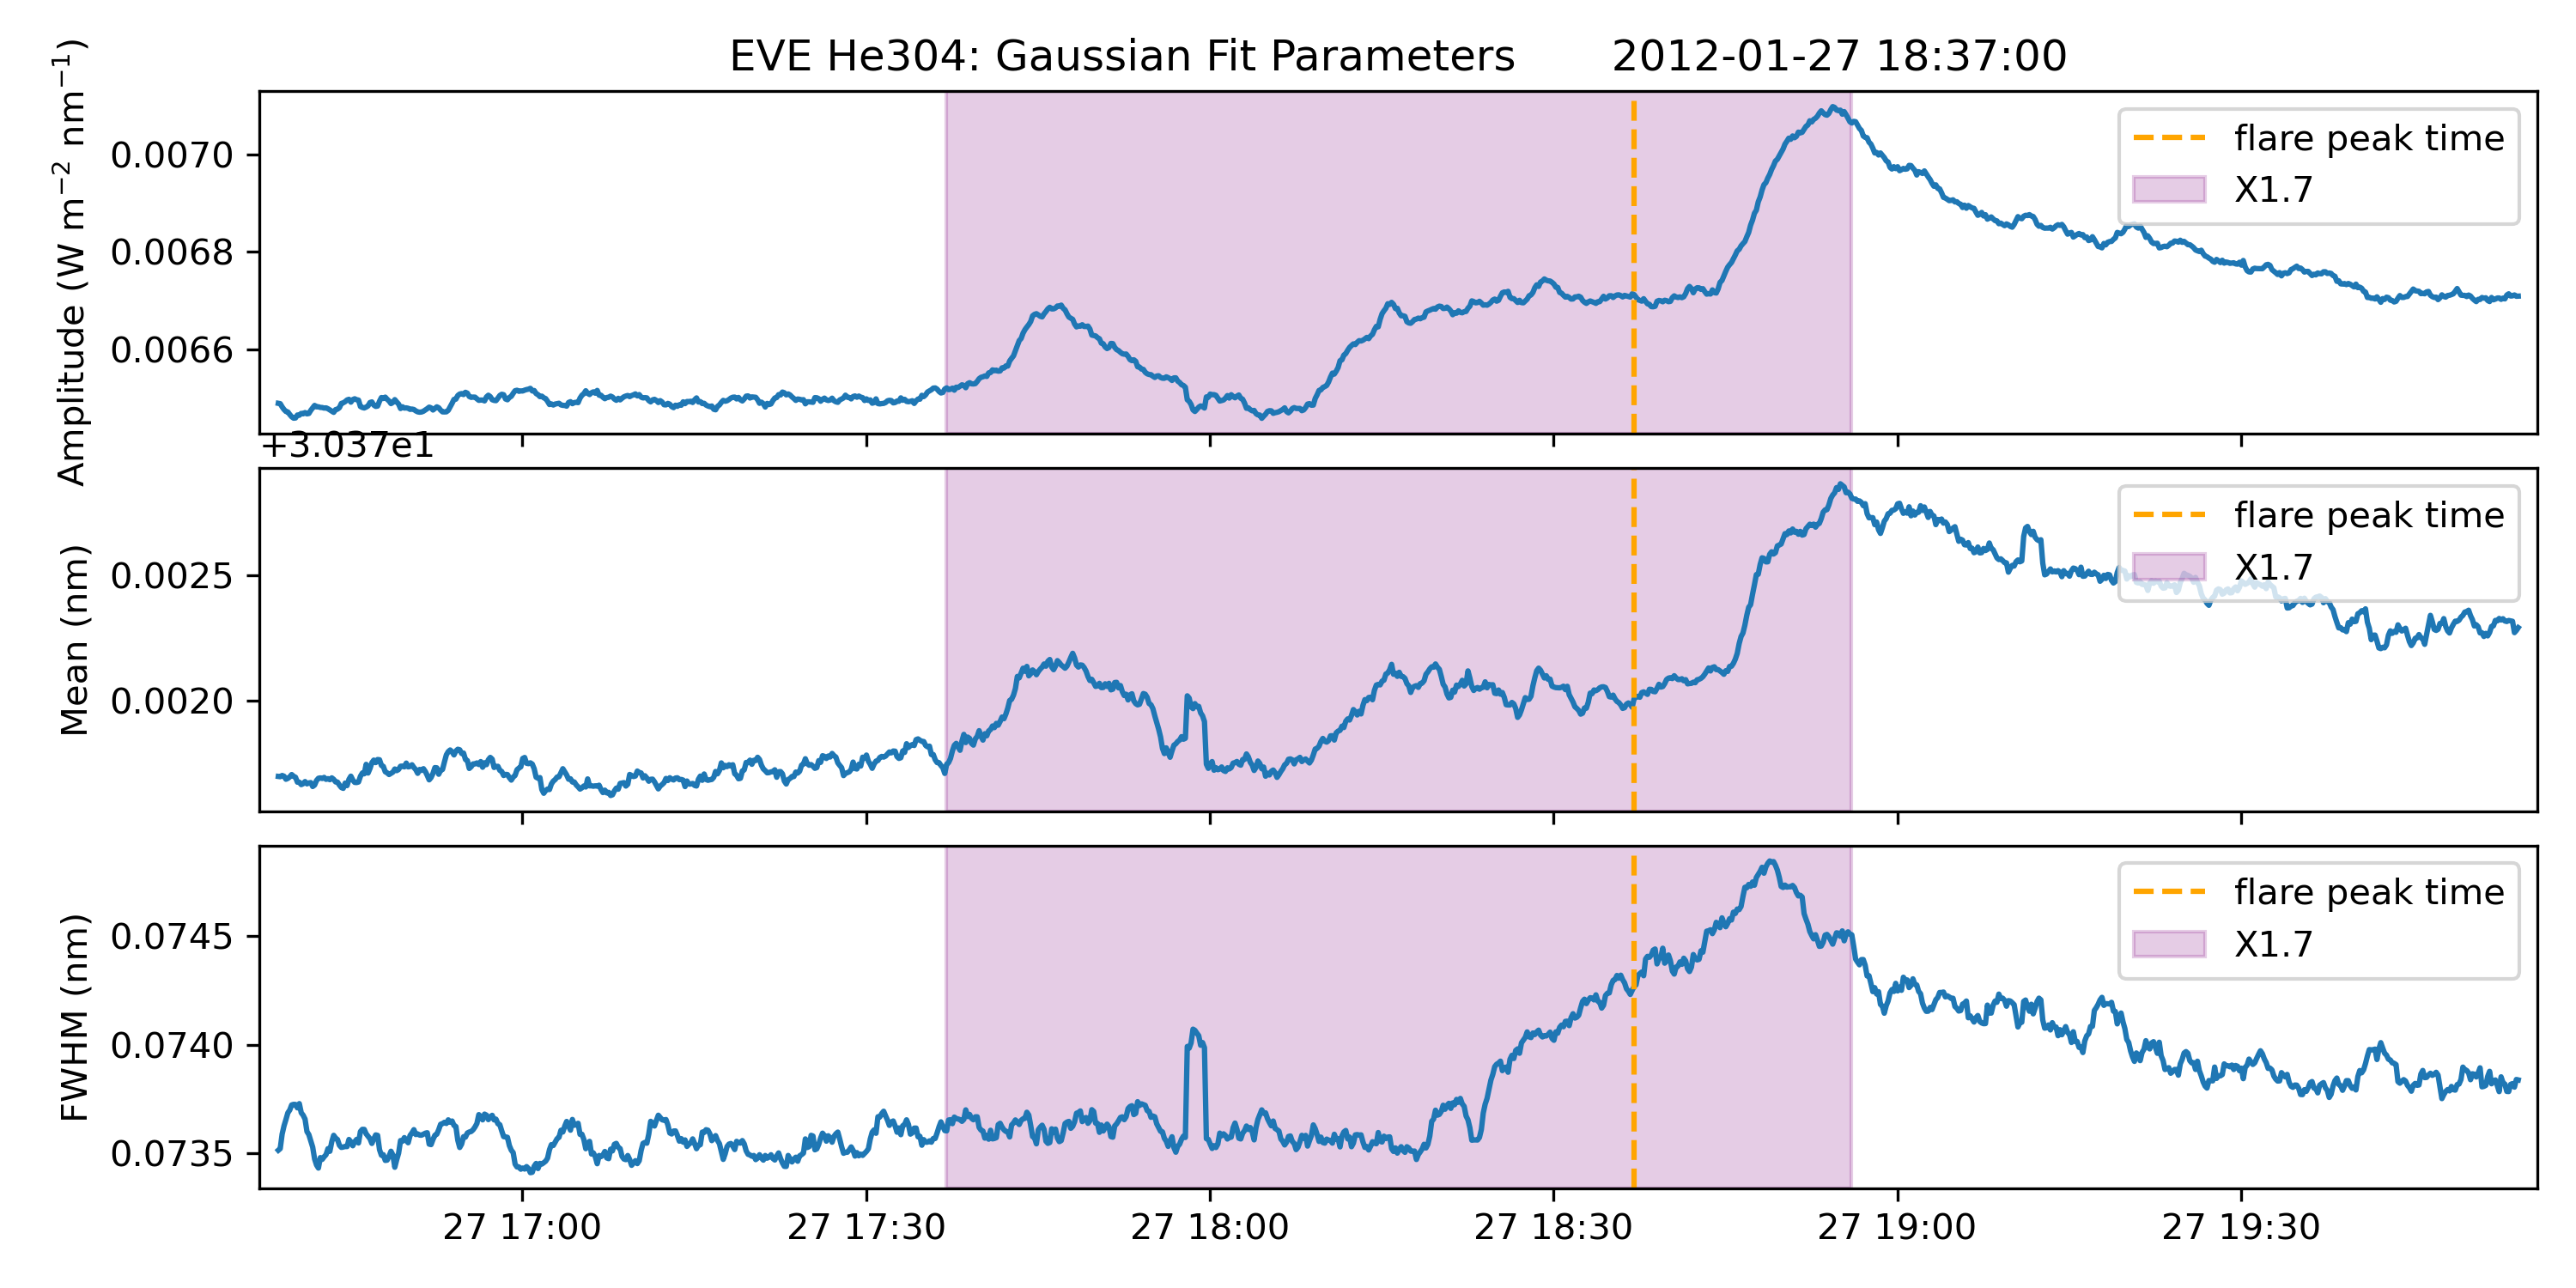 EVE He304: Gaussian Fit Parameters 2012-01-27 18:37:00
Amplitude (W m⁻² nm⁻¹)
0.0070
0.0068
0.0066
flare peak time
X1.7
+3.037e1
Mean (nm)
0.0025
0.0020
flare peak time
X1.7
FWHM (nm)
0.0745
0.0740
0.0735
flare peak time
X1.7
27 17:00 27 17:30 27 18:00 27 18:30 27 19:00 27 19:30